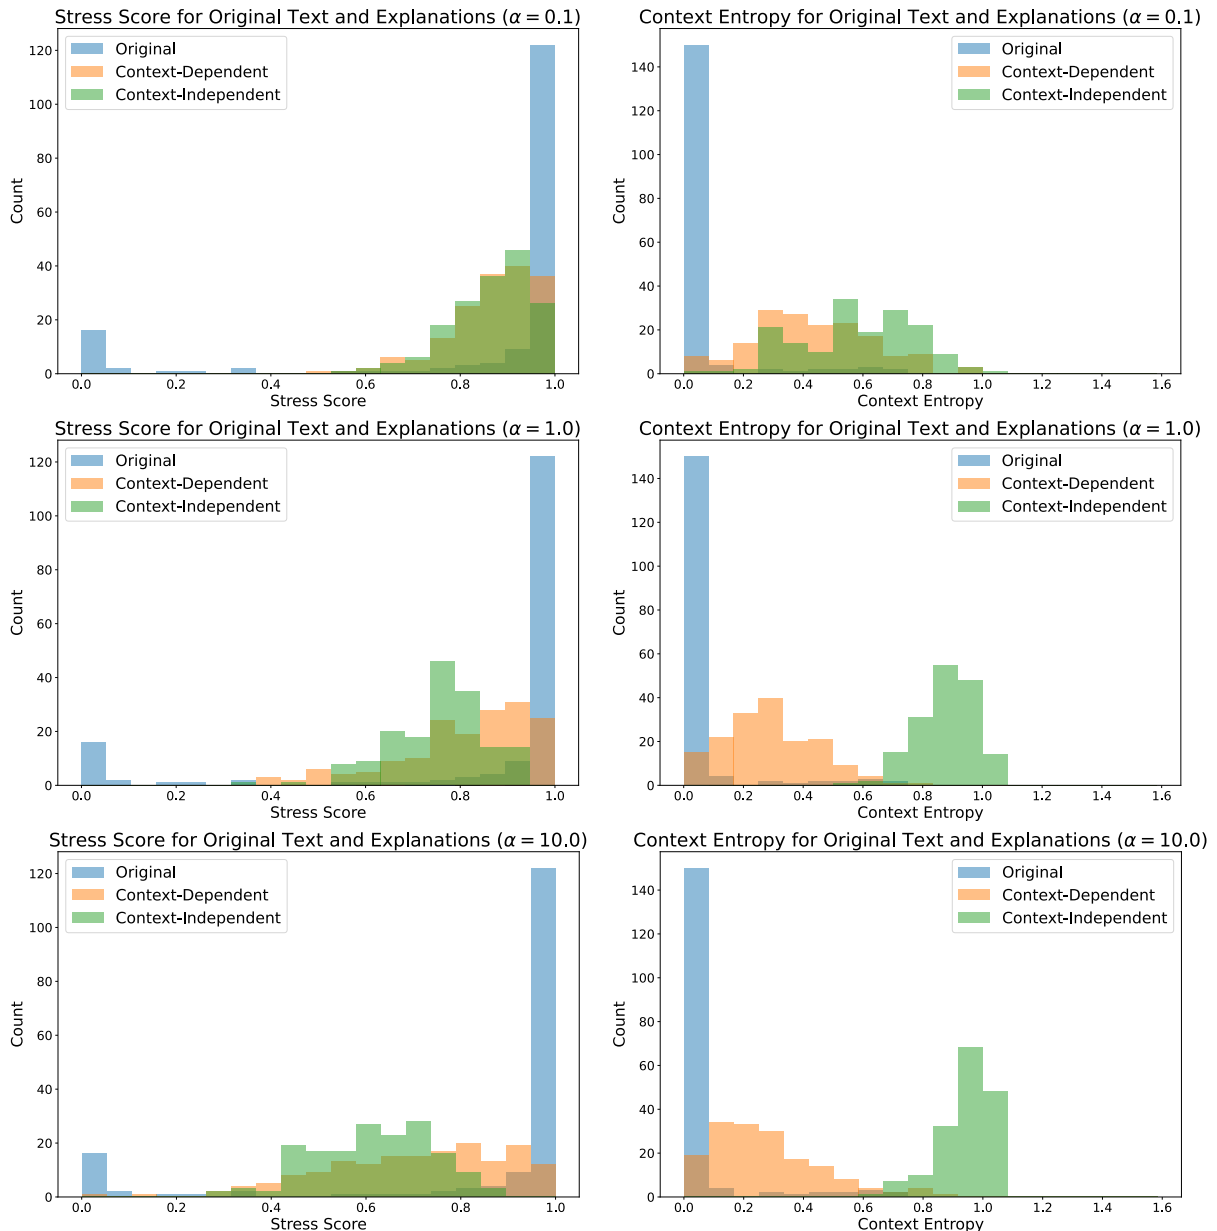 Stress Score for Original Text and Explanations (α = 0.1)
Original
Context-Dependent
Context-Independent
120
100
80
60
40
20
0
Count
0.0 0.2 0.4 0.6 0.8 1.0
Stress Score
Context Entropy for Original Text and Explanations (α = 0.1)
Original
Context-Dependent
Context-Independent
140
120
100
80
60
40
20
0
Count
0.0 0.2 0.4 0.6 0.8 1.0 1.2 1.4 1.6
Context Entropy
Stress Score for Original Text and Explanations (α = 1.0)
Original
Context-Dependent
Context-Independent
120
100
80
60
40
20
0
Count
0.0 0.2 0.4 0.6 0.8 1.0
Stress Score
Context Entropy for Original Text and Explanations (α = 1.0)
Original
Context-Dependent
Context-Independent
140
120
100
80
60
40
20
0
Count
0.0 0.2 0.4 0.6 0.8 1.0 1.2 1.4 1.6
Context Entropy
Stress Score for Original Text and Explanations (α = 10.0)
Original
Context-Dependent
Context-Independent
120
100
80
60
40
20
0
Count
0.0 0.2 0.4 0.6 0.8 1.0
Stress Score
Context Entropy for Original Text and Explanations (α = 10.0)
Original
Context-Dependent
Context-Independent
140
120
100
80
60
40
20
0
Count
0.0 0.2 0.4 0.6 0.8 1.0 1.2 1.4 1.6
Context Entropy